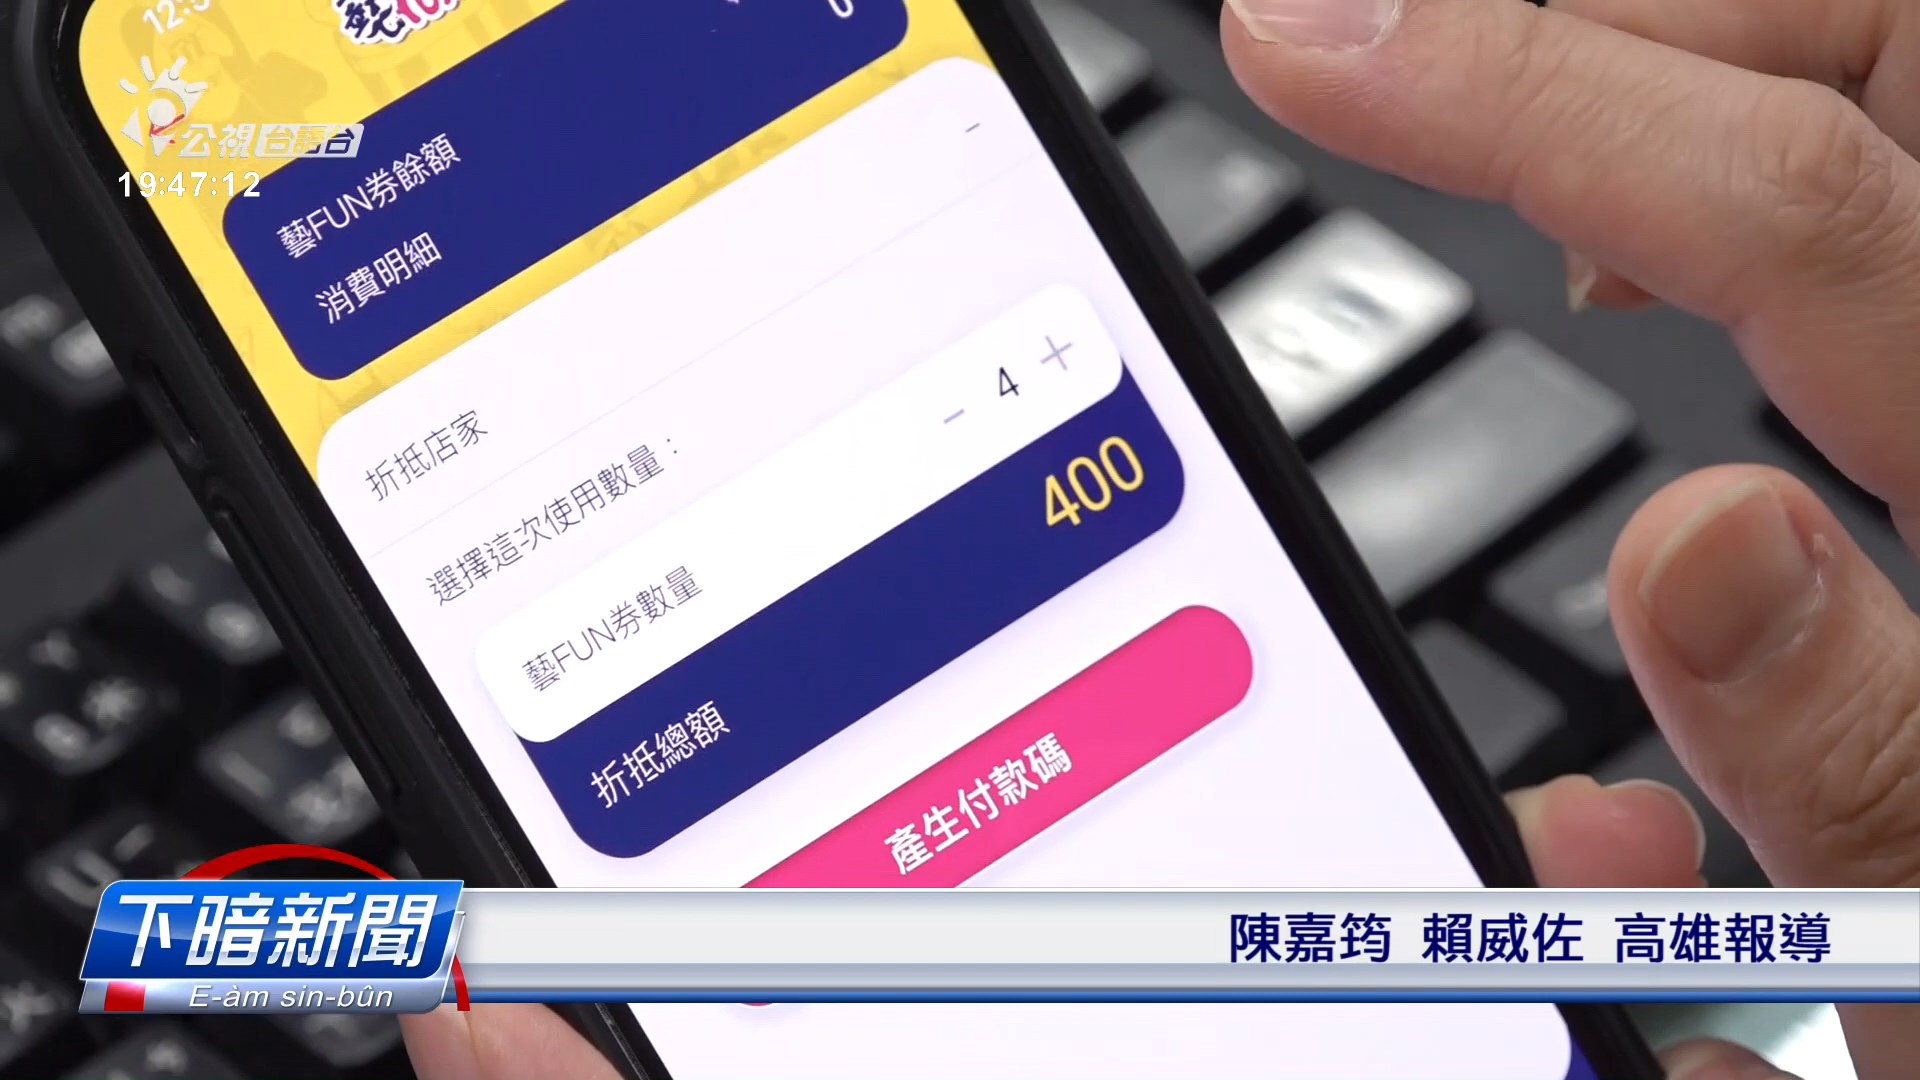 公視台語台
19:47:12
藝FUN券餘額
消費明細
折抵店家
-
選擇這次使用數量：
藝FUN券數量
- 4 +
折抵總額
400
產生付款碼
下暗新聞
E-àm sin-bûn
陳嘉筠 賴威佐 高雄報導